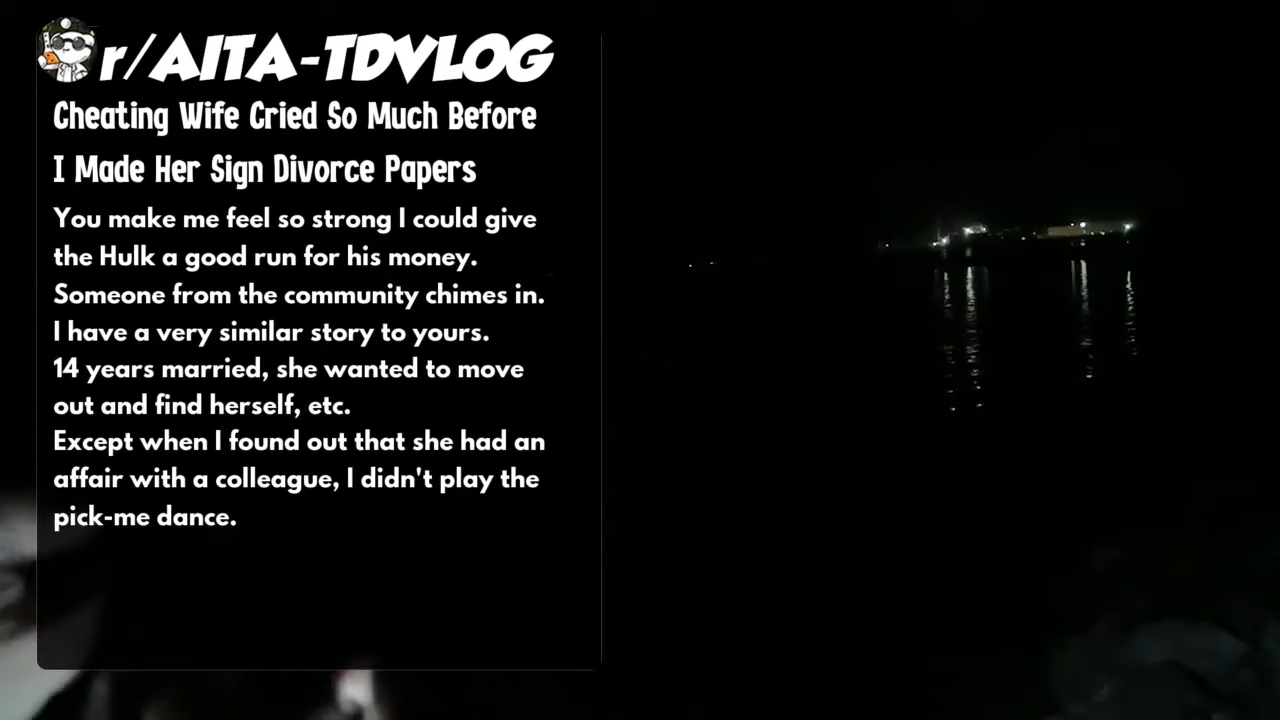 r/AITA-TDVLOG
Cheating Wife Cried So Much Before
I Made Her Sign Divorce Papers
You make me feel so strong I could give
the Hulk a good run for his money.
Someone from the community chimes in.
I have a very similar story to yours.
14 years married, she wanted to move
out and find herself, etc.
Except when I found out that she had an
affair with a colleague, I didn't play the
pick-me dance.